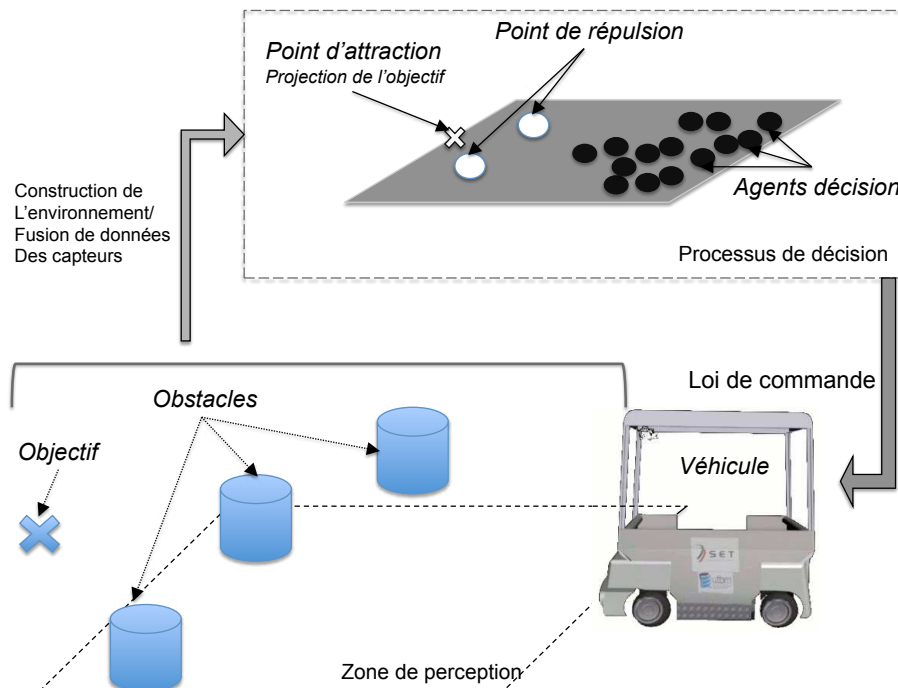 Point de répulsion
Point d'attraction
Projection de l'objectif
Agents décision
Processus de décision
Construction de
L'environnement/
Fusion de données
Des capteurs
Loi de commande
Obstacles
Objectif
Véhicule
SET
utbm
Zone de perception